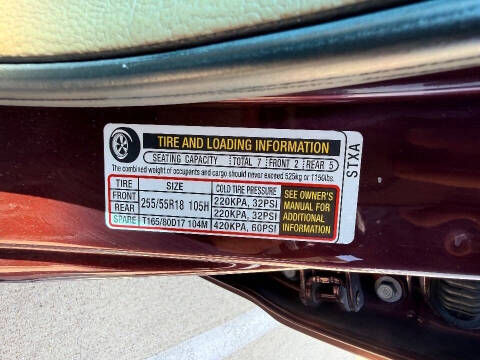 TIRE AND LOADING INFORMATION
SEATING CAPACITY TOTAL 7 FRONT 2 REAR 5
The combined weight of occupants and cargo should never exceed 525kg or 1150lbs.
TIRE SIZE COLD TIRE PRESSURE
FRONT 255/55R18 105H 220KPA, 32PSI
REAR 220KPA, 32PSI
SPARE T165/80D17 104M 420KPA, 60PSI
SEE OWNER'S
MANUAL FOR
ADDITIONAL
INFORMATION
STXA